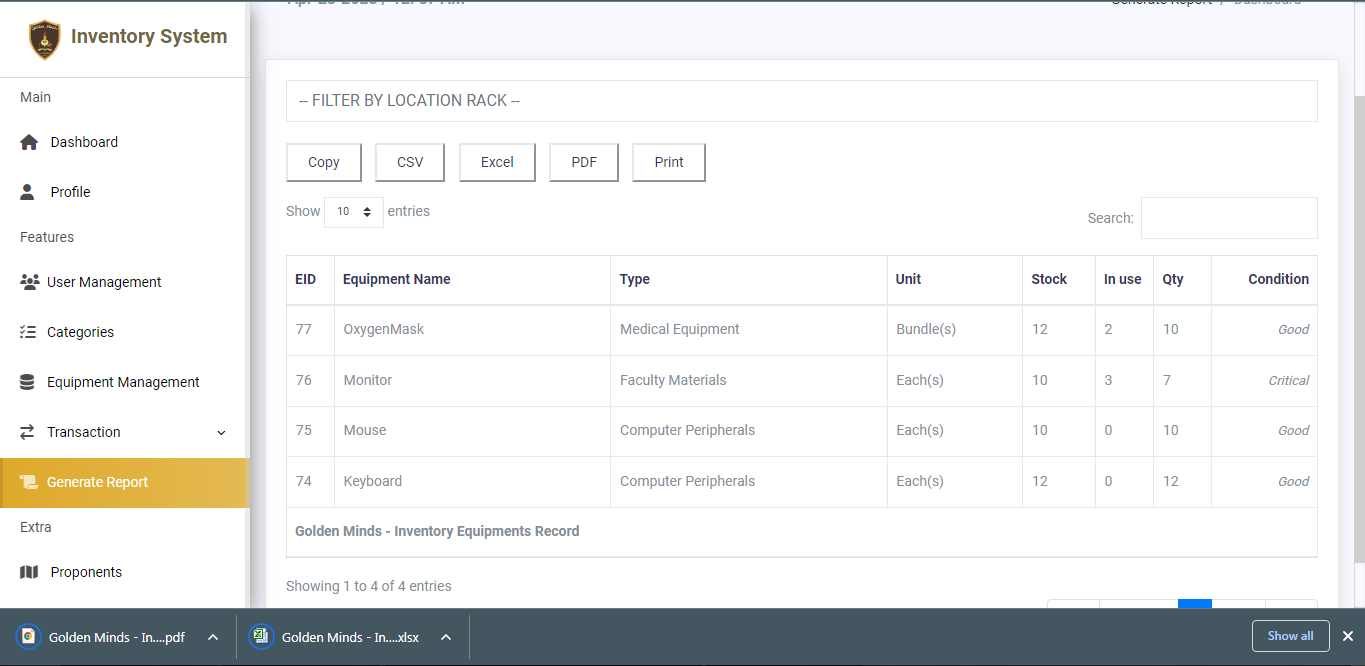 Inventory System
Main
Dashboard
Profile
Features
User Management
Categories
Equipment Management
Transaction
Generate Report
Extra
Proponents
Generate Report / Dashboard
-- FILTER BY LOCATION RACK --
Copy CSV Excel PDF Print
Show 10 entries
Search:
EID Equipment Name Type Unit Stock In use Qty Condition
77 OxygenMask Medical Equipment Bundle(s) 12 2 10 Good
76 Monitor Faculty Materials Each(s) 10 3 7 Critical
75 Mouse Computer Peripherals Each(s) 10 0 10 Good
74 Keyboard Computer Peripherals Each(s) 12 0 12 Good
Golden Minds - Inventory Equipments Record
Showing 1 to 4 of 4 entries
Golden Minds - In....pdf
Golden Minds - In....xlsx
Show all